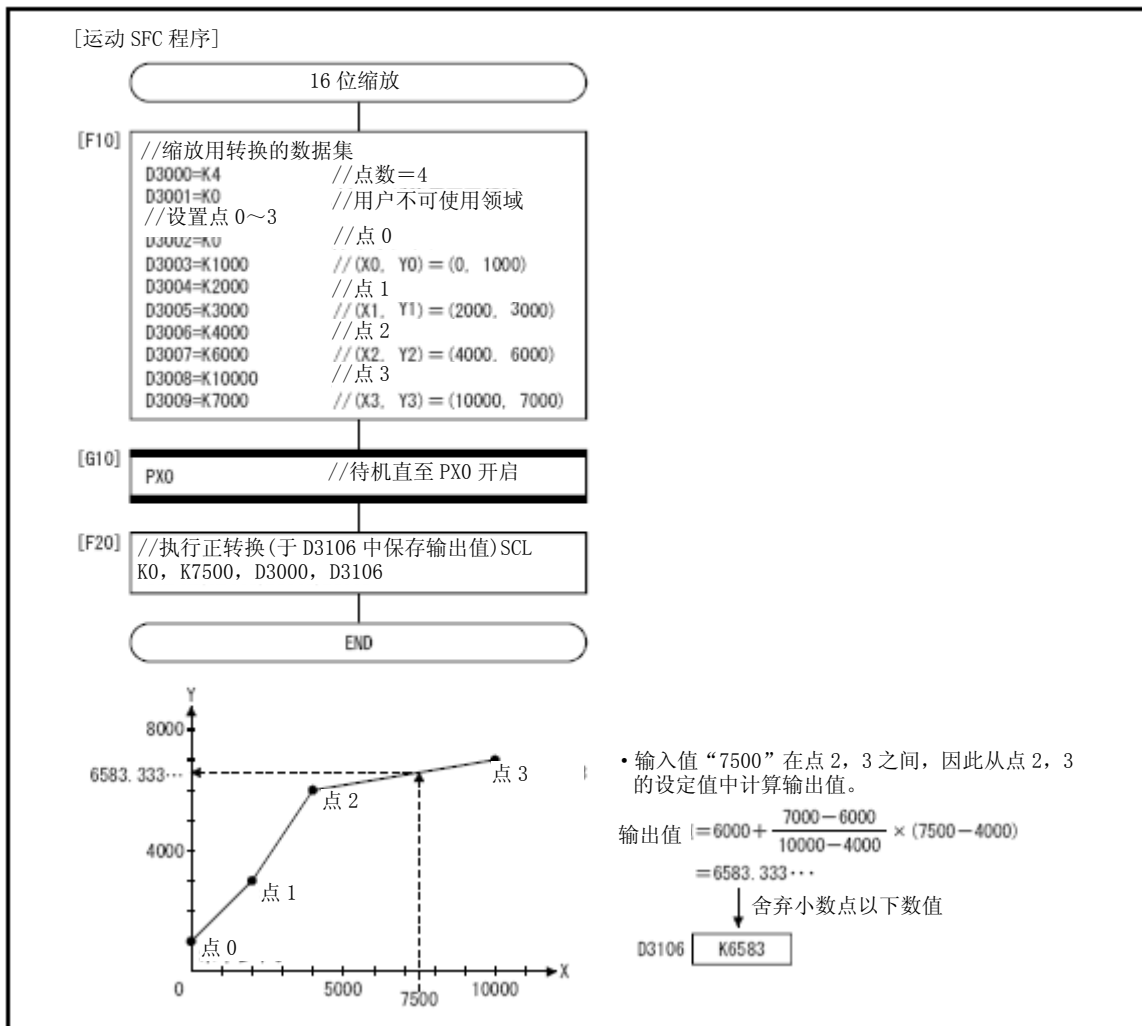 [运动 SFC 程序]
16 位缩放
[F10]
//缩放用转换的数据集
D3000=K4 //点数＝4
D3001=K0 //用户不可使用领域
//设置点 0～3
D3002=K0 //点 0
D3003=K1000 //(X0, Y0)＝(0, 1000)
D3004=K2000 //点 1
D3005=K3000 //(X1, Y1)＝(2000, 3000)
D3006=K4000 //点 2
D3007=K6000 //(X2, Y2)＝(4000, 6000)
D3008=K10000 //点 3
D3009=K7000 //(X3, Y3)＝(10000, 7000)
[G10]
PX0 //待机直至 PX0 开启
[F20]
//执行正转换(于 D3106 中保存输出值)SCL
K0，K7500，D3000，D3106
END
Y
8000
6583.333···
4000
点 3
点 2
点 1
点 0
0
5000
7500
10000
X
•输入值“7500”在点 2，3 之间，因此从点 2，3
的设定值中计算输出值。
输出值 ＝6000＋ 7000－6000 / 10000－4000 ×(7500－4000)
＝6583.333···
舍弃小数点以下数值
D3106 K6583